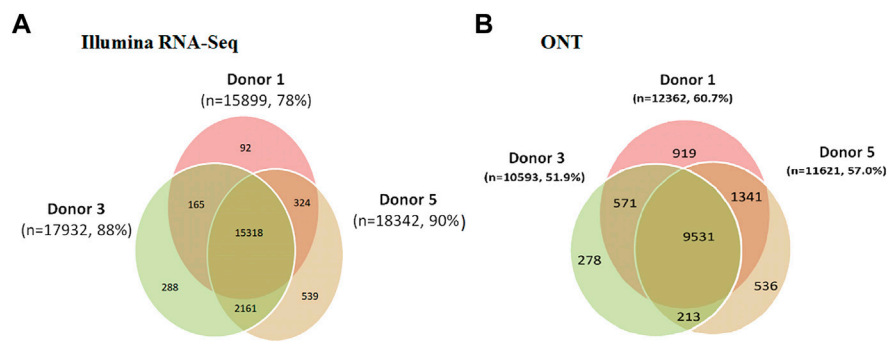 A
Illumina RNA-Seq
Donor 1
(n=15899, 78%)
92
Donor 3
(n=17932, 88%)
165
324
Donor 5
(n=18342, 90%)
15318
288
2161
539
B
ONT
Donor 1
(n=12362, 60.7%)
919
Donor 3
(n=10593, 51.9%)
Donor 5
(n=11621, 57.0%)
571
1341
9531
278
536
213